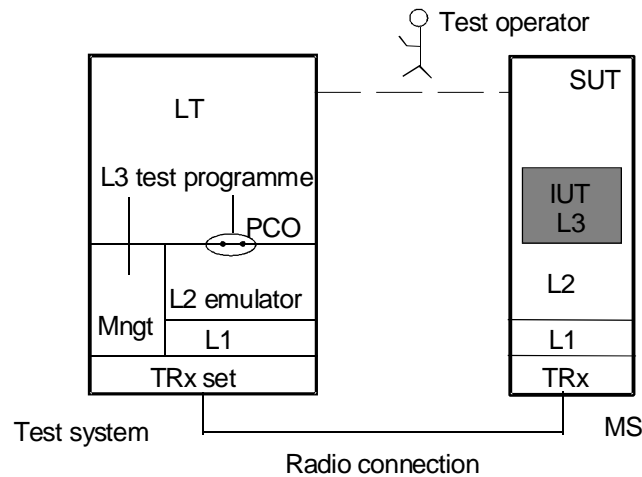 Test operator
SUT
LT
L3 test programme
IUT
L3
PCO
L2 emulator
L2
Mngt
L1
L1
TRx set
TRx
Test system
MS
Radio connection